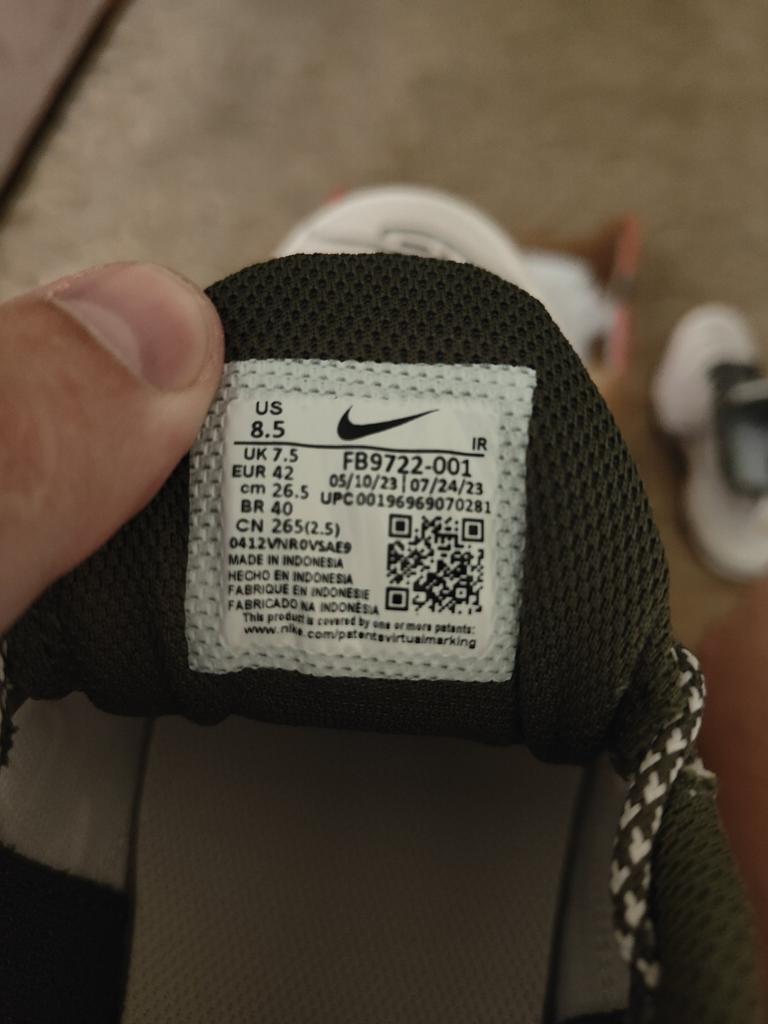 US
8.5
IR
UK 7.5
EUR 42
cm 26.5
BR 40
CN 265(2.5)
FB9722-001
05/10/23 | 07/24/23
UPC00196969070281
0412VNR0VSAE9
MADE IN INDONESIA
HECHO EN INDONESIA
FABRIQUE EN INDONESIE
FABRICADO NA INDONÉSIA
This product is covered by one or more patents:
www.nike.com/patentsvirtualmarking